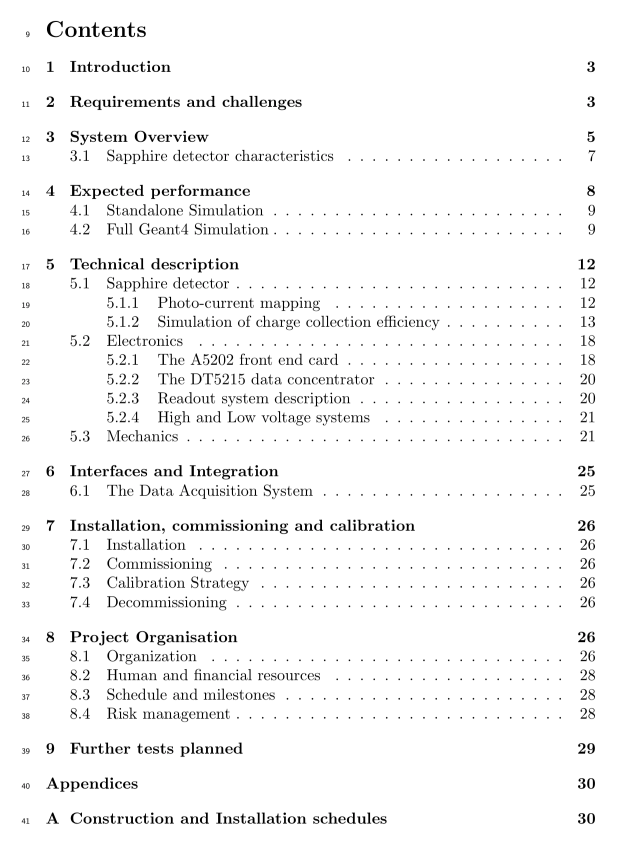 9 Contents
10 1 Introduction 3
11 2 Requirements and challenges 3
12 3 System Overview 5
13 3.1 Sapphire detector characteristics . . . . . . . . . . . . . . . . . . 7
14 4 Expected performance 8
15 4.1 Standalone Simulation . . . . . . . . . . . . . . . . . . . . . . . . 9
16 4.2 Full Geant4 Simulation . . . . . . . . . . . . . . . . . . . . . . . . 9
17 5 Technical description 12
18 5.1 Sapphire detector . . . . . . . . . . . . . . . . . . . . . . . . . . . 12
19 5.1.1 Photo-current mapping . . . . . . . . . . . . . . . . . . . 12
20 5.1.2 Simulation of charge collection efficiency . . . . . . . . . . 13
21 5.2 Electronics . . . . . . . . . . . . . . . . . . . . . . . . . . . . . . 18
22 5.2.1 The A5202 front end card . . . . . . . . . . . . . . . . . . 18
23 5.2.2 The DT5215 data concentrator . . . . . . . . . . . . . . . 20
24 5.2.3 Readout system description . . . . . . . . . . . . . . . . . 20
25 5.2.4 High and Low voltage systems . . . . . . . . . . . . . . . 21
26 5.3 Mechanics . . . . . . . . . . . . . . . . . . . . . . . . . . . . . . . 21
27 6 Interfaces and Integration 25
28 6.1 The Data Acquisition System . . . . . . . . . . . . . . . . . . . . 25
29 7 Installation, commissioning and calibration 26
30 7.1 Installation . . . . . . . . . . . . . . . . . . . . . . . . . . . . . . 26
31 7.2 Commissioning . . . . . . . . . . . . . . . . . . . . . . . . . . . . 26
32 7.3 Calibration Strategy . . . . . . . . . . . . . . . . . . . . . . . . . 26
33 7.4 Decommissioning . . . . . . . . . . . . . . . . . . . . . . . . . . . 26
34 8 Project Organisation 26
35 8.1 Organization . . . . . . . . . . . . . . . . . . . . . . . . . . . . . 26
36 8.2 Human and financial resources . . . . . . . . . . . . . . . . . . . 28
37 8.3 Schedule and milestones . . . . . . . . . . . . . . . . . . . . . . . 28
38 8.4 Risk management . . . . . . . . . . . . . . . . . . . . . . . . . . . 28
39 9 Further tests planned 29
40 Appendices 30
41 A Construction and Installation schedules 30